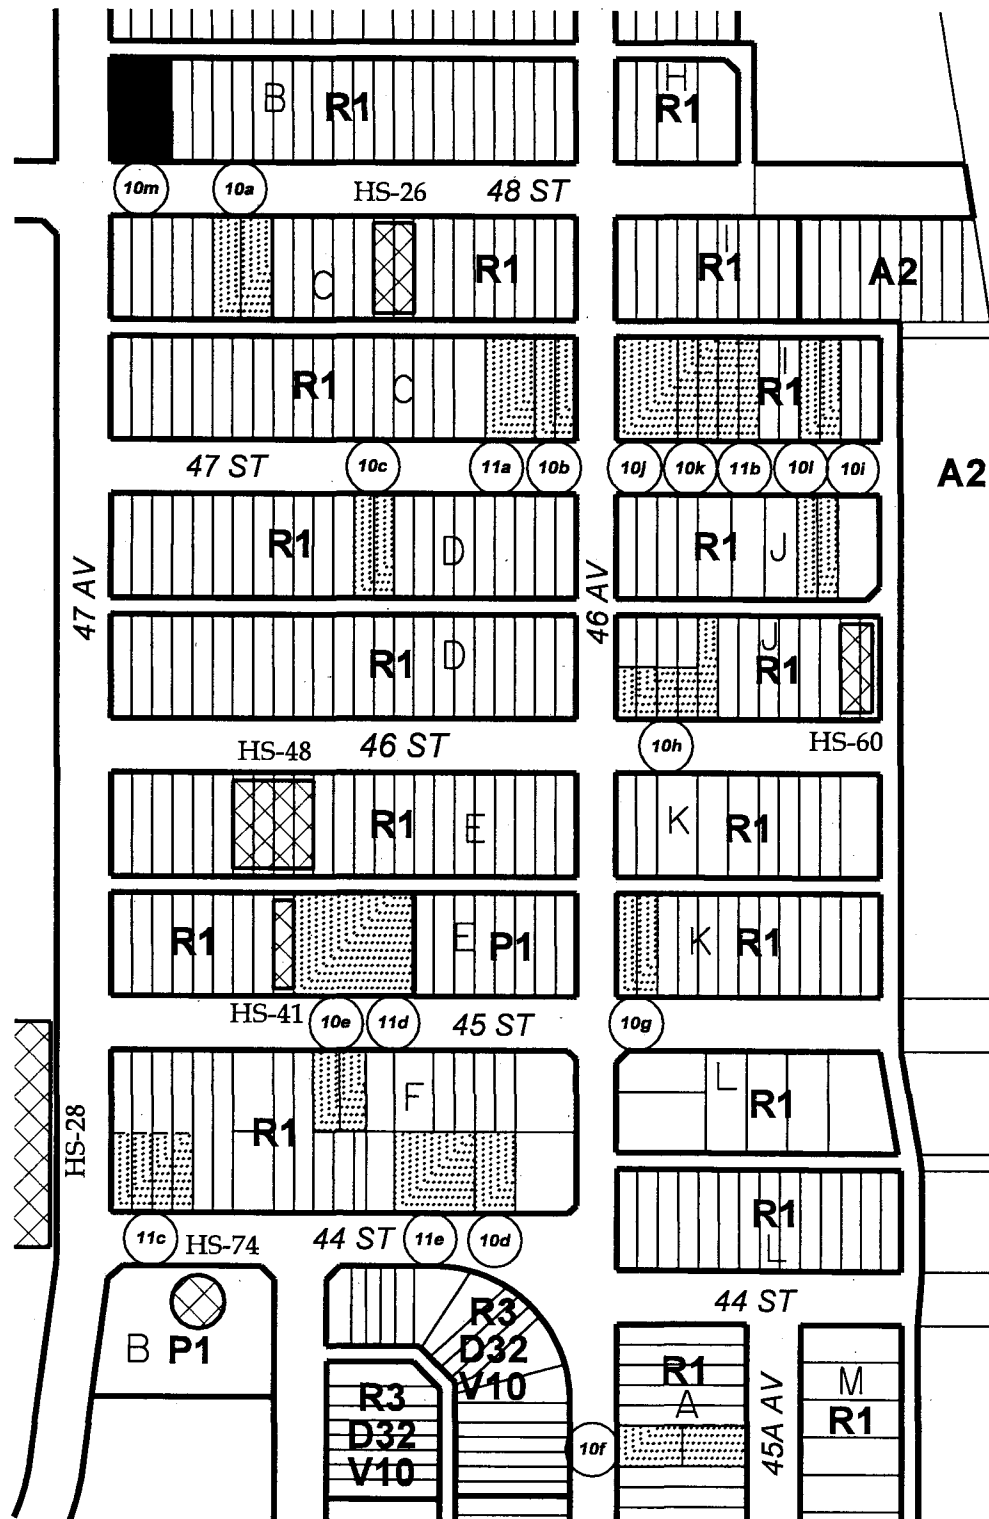 B R1
H
R1
10m 10a HS-26 48 ST
C R1
I
R1 A2
R1 C
I
R1
47 ST 10c 11a 10b 10j 10k 11b 10l 10i
A2
R1 D
R1 J
47 AV
46 AV
R1 D
J
R1
HS-48 46 ST 10h HS-60
R1 E
K R1
R1 E P1
K R1
HS-41 10e 11d 45 ST 10g
F
R1
L
R1
HS-28
R1
L
11c HS-74 44 ST 11e 10d
44 ST
B P1
R3
D32
V10
R3
D32
V10
R1
A
10f
45A AV
M
R1